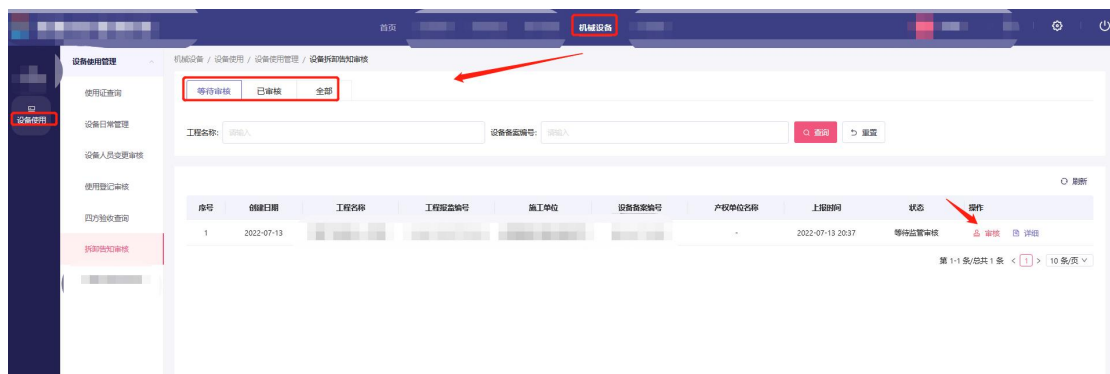 首页
机械设备
设备使用
设备使用管理
使用证查询
设备日常管理
设备人员变更审核
使用登记审核
四方验收查询
拆卸告知审核
机械设备 / 设备使用 / 设备使用管理 / 设备拆卸告知审核
等待审核 已审核 全部
工程名称: 请输入 设备备案编号: 请输入 查询 重置
刷新
序号 创建日期 工程名称 工程报监编号 施工单位 设备备案编号 产权单位名称 上报时间 状态 操作
1 2022-07-13 - 2022-07-13 20:37 等待监管审核 审核 详细
第 1-1 条/总共 1 条 < 1 > 10 条/页